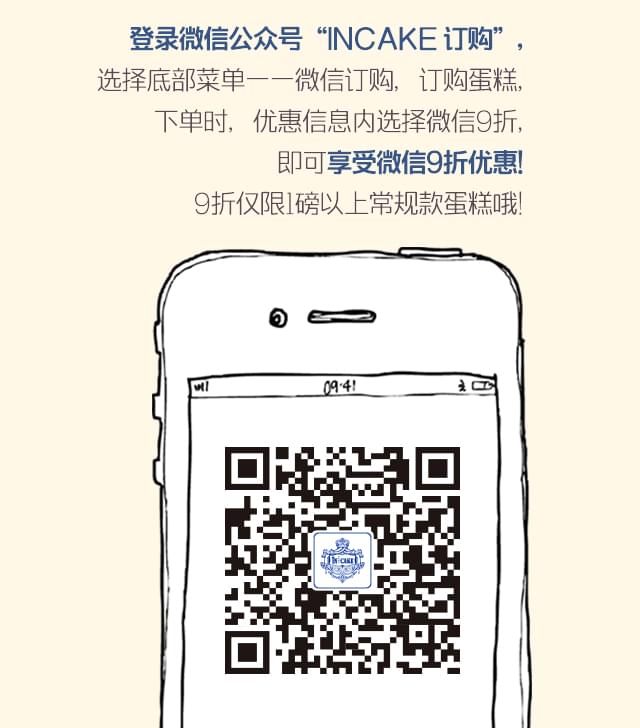 登录微信公众号“INCAKE 订购”,
选择底部菜单——微信订购, 订购蛋糕,
下单时, 优惠信息内选择微信9折,
即可享受微信9折优惠!
9折仅限1磅以上常规款蛋糕哦!
09:41
INCAKE